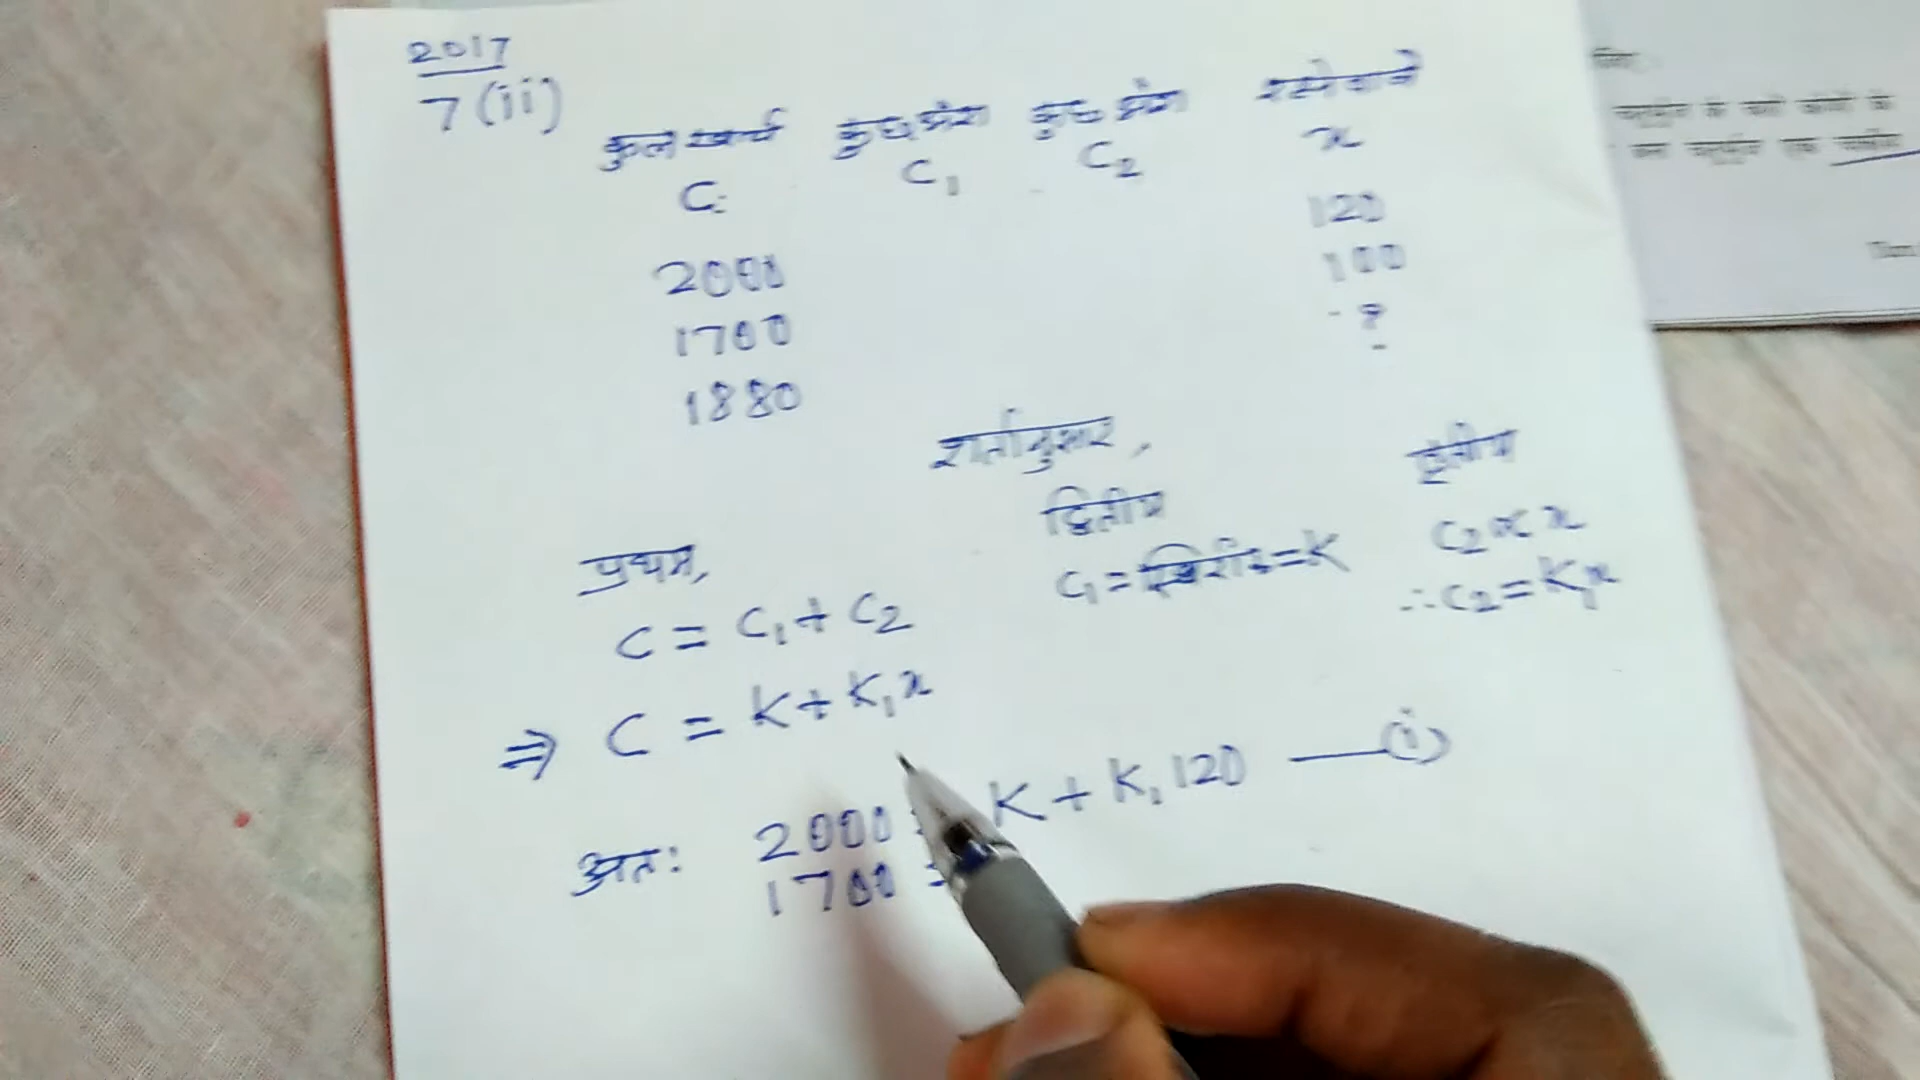 2017
7 (ii)
कुल खर्च कुछ अंश कुछ अंश
C C₁ C₂ x
2000 120
1700 100
1880 ?
शर्तानुसार,
प्रथम, द्वितीय तृतीय
C = C₁ + C₂ C₁ = स्थिरांक = K C₂ ∝ x
⇒ C = K + K₁x ∴ C₂ = K₁x
अतः 2000 = K + K₁ 120 —(i)
1700 =